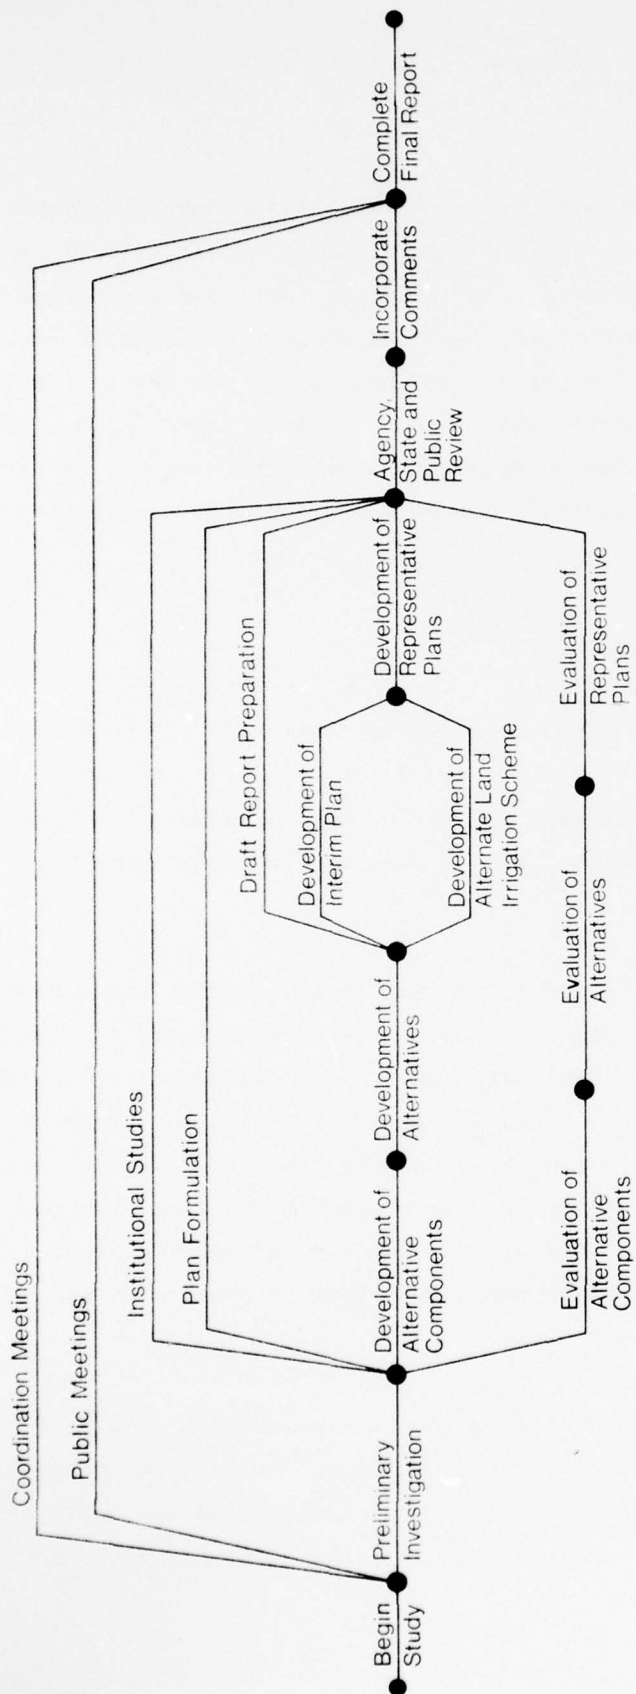 Coordination Meetings
Public Meetings
Institutional Studies
Plan Formulation
Draft Report Preparation
Development of
Interim Plan
Begin
Study
Preliminary
Investigation
Development of
Alternative
Components
Development of
Alternatives
Development of
Alternate Land
Irrigation Scheme
Development of
Representative
Plans
Agency,
State and
Public
Review
Incorporate
Comments
Complete
Final Report
Evaluation of
Alternative
Components
Evaluation of
Alternatives
Evaluation of
Representative
Plans